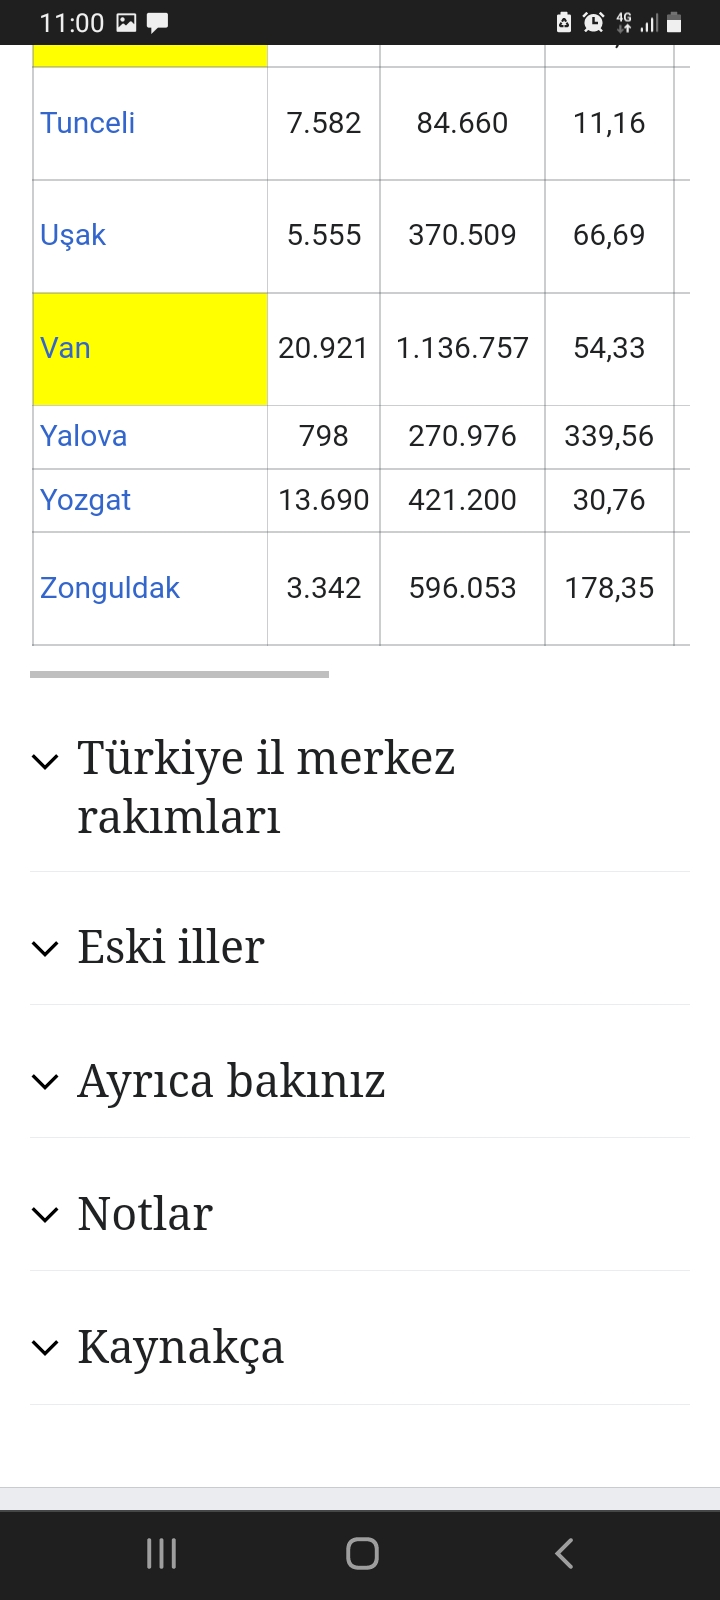 11:00
4G
Tunceli 7.582 84.660 11,16
Uşak 5.555 370.509 66,69
Van 20.921 1.136.757 54,33
Yalova 798 270.976 339,56
Yozgat 13.690 421.200 30,76
Zonguldak 3.342 596.053 178,35
Türkiye il merkez
rakımları
Eski iller
Ayrıca bakınız
Notlar
Kaynakça